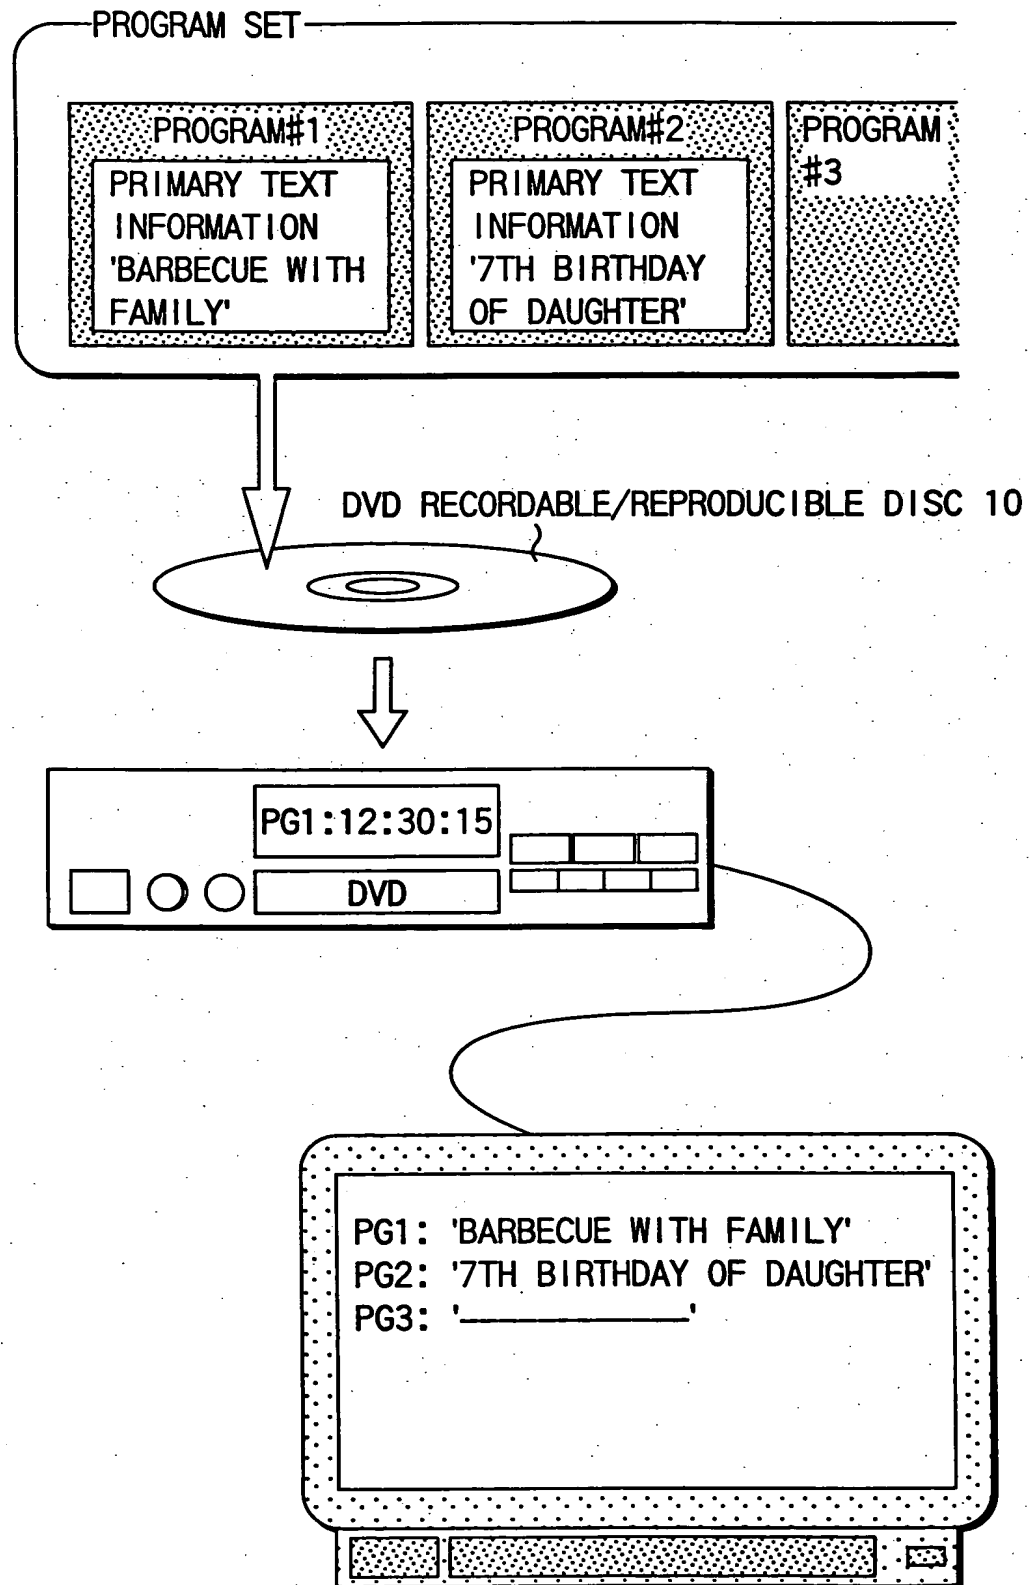 PROGRAM SET
PROGRAM#1
PRIMARY TEXT
INFORMATION
'BARBECUE WITH
FAMILY'
PROGRAM#2
PRIMARY TEXT
INFORMATION
'7TH BIRTHDAY
OF DAUGHTER'
PROGRAM
#3
DVD RECORDABLE/REPRODUCIBLE DISC 10
PG1:12:30:15
DVD
PG1: 'BARBECUE WITH FAMILY'
PG2: '7TH BIRTHDAY OF DAUGHTER'
PG3: '――――――――'